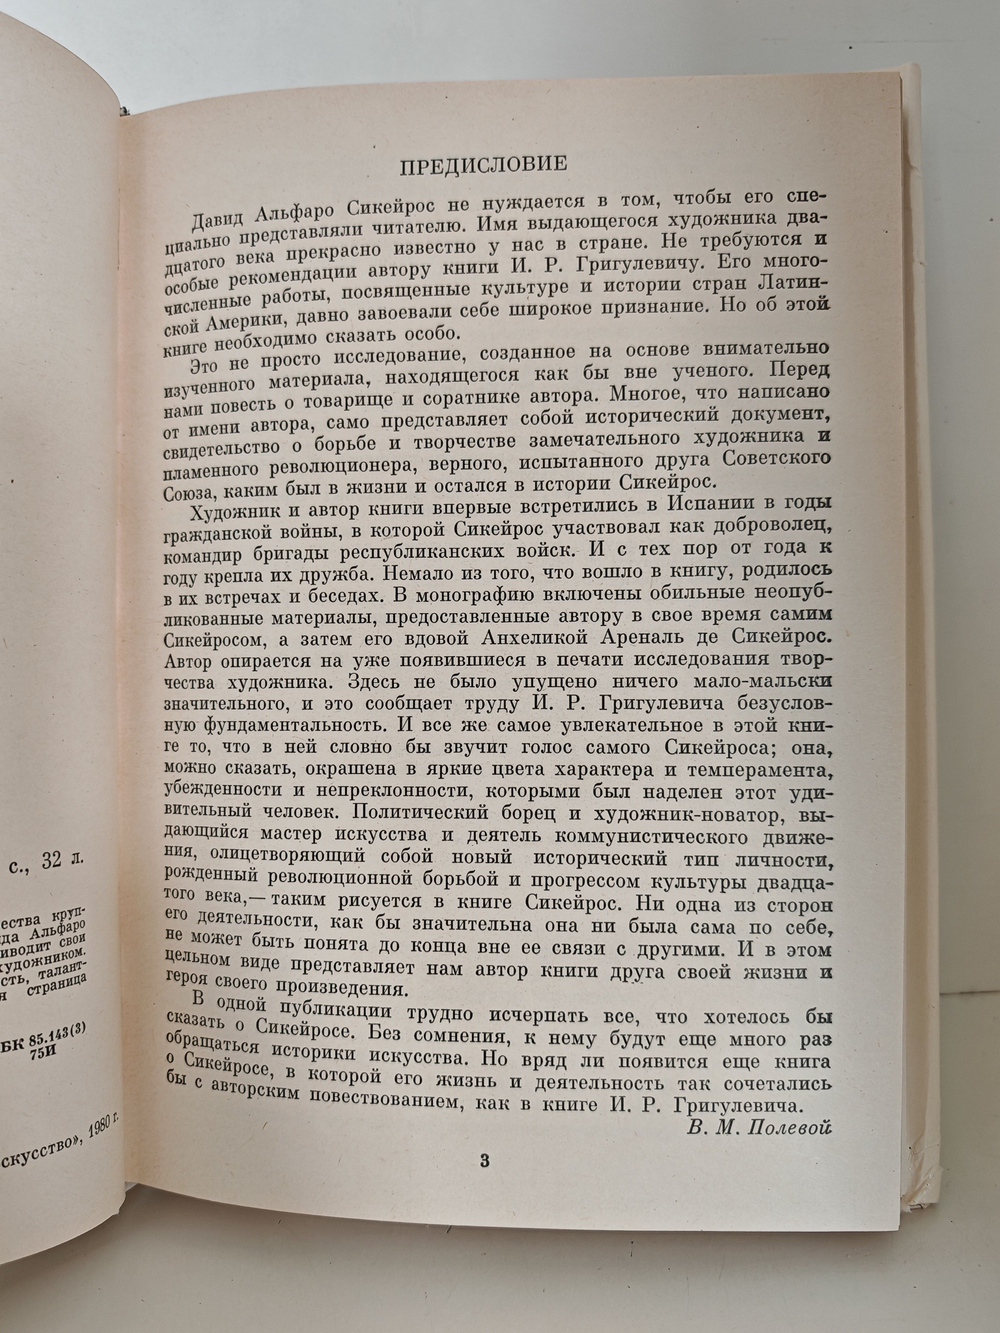 с., 32 л.
ества круп-
да Альфаро
иводит свои
художником.
сть, талант-
я страница
БК 85.143(3)
75И
скусство», 1980 г.
ПРЕДИСЛОВИЕ
Давид Альфаро Сикейрос не нуждается в том, чтобы его спе-
циально представляли читателю. Имя выдающегося художника два-
дцатого века прекрасно известно у нас в стране. Не требуются и
особые рекомендации автору книги И. Р. Григулевичу. Его много-
численные работы, посвященные культуре и истории стран Латин-
ской Америки, давно завоевали себе широкое признание. Но об этой
книге необходимо сказать особо.
Это не просто исследование, созданное на основе внимательно
изученного материала, находящегося как бы вне ученого. Перед
нами повесть о товарище и соратнике автора. Многое, что написано
от имени автора, само представляет собой исторический документ,
свидетельство о борьбе и творчестве замечательного художника и
пламенного революционера, верного, испытанного друга Советского
Союза, каким был в жизни и остался в истории Сикейрос.
Художник и автор книги впервые встретились в Испании в годы
гражданской войны, в которой Сикейрос участвовал как доброволец,
командир бригады республиканских войск. И с тех пор от года к
году крепла их дружба. Немало из того, что вошло в книгу, родилось
в их встречах и беседах. В монографию включены обильные неопуб-
ликованные материалы, предоставленные автору в свое время самим
Сикейросом, а затем его вдовой Анхеликой Ареналь де Сикейрос.
Автор опирается на уже появившиеся в печати исследования твор-
чества художника. Здесь не было упущено ничего мало-мальски
значительного, и это сообщает труду И. Р. Григулевича безуслов-
ную фундаментальность. И все же самое увлекательное в этой кни-
ге то, что в ней словно бы звучит голос самого Сикейроса; она,
можно сказать, окрашена в яркие цвета характера и темперамента,
убежденности и непреклонности, которыми был наделен этот уди-
вительный человек. Политический борец и художник-новатор, вы-
дающийся мастер искусства и деятель коммунистического движе-
ния, олицетворяющий собой новый исторический тип личности,
рожденный революционной борьбой и прогрессом культуры двадца-
того века,— таким рисуется в книге Сикейрос. Ни одна из сторон
его деятельности, как бы значительна она ни была сама по себе,
не может быть понята до конца вне ее связи с другими. И в этом
цельном виде представляет нам автор книги друга своей жизни и
героя своего произведения.
В одной публикации трудно исчерпать все, что хотелось бы
сказать о Сикейросе. Без сомнения, к нему будут еще много раз
обращаться историки искусства. Но вряд ли появится еще книга
о Сикейросе, в которой его жизнь и деятельность так сочетались
бы с авторским повествованием, как в книге И. Р. Григулевича.
В. М. Полевой
3